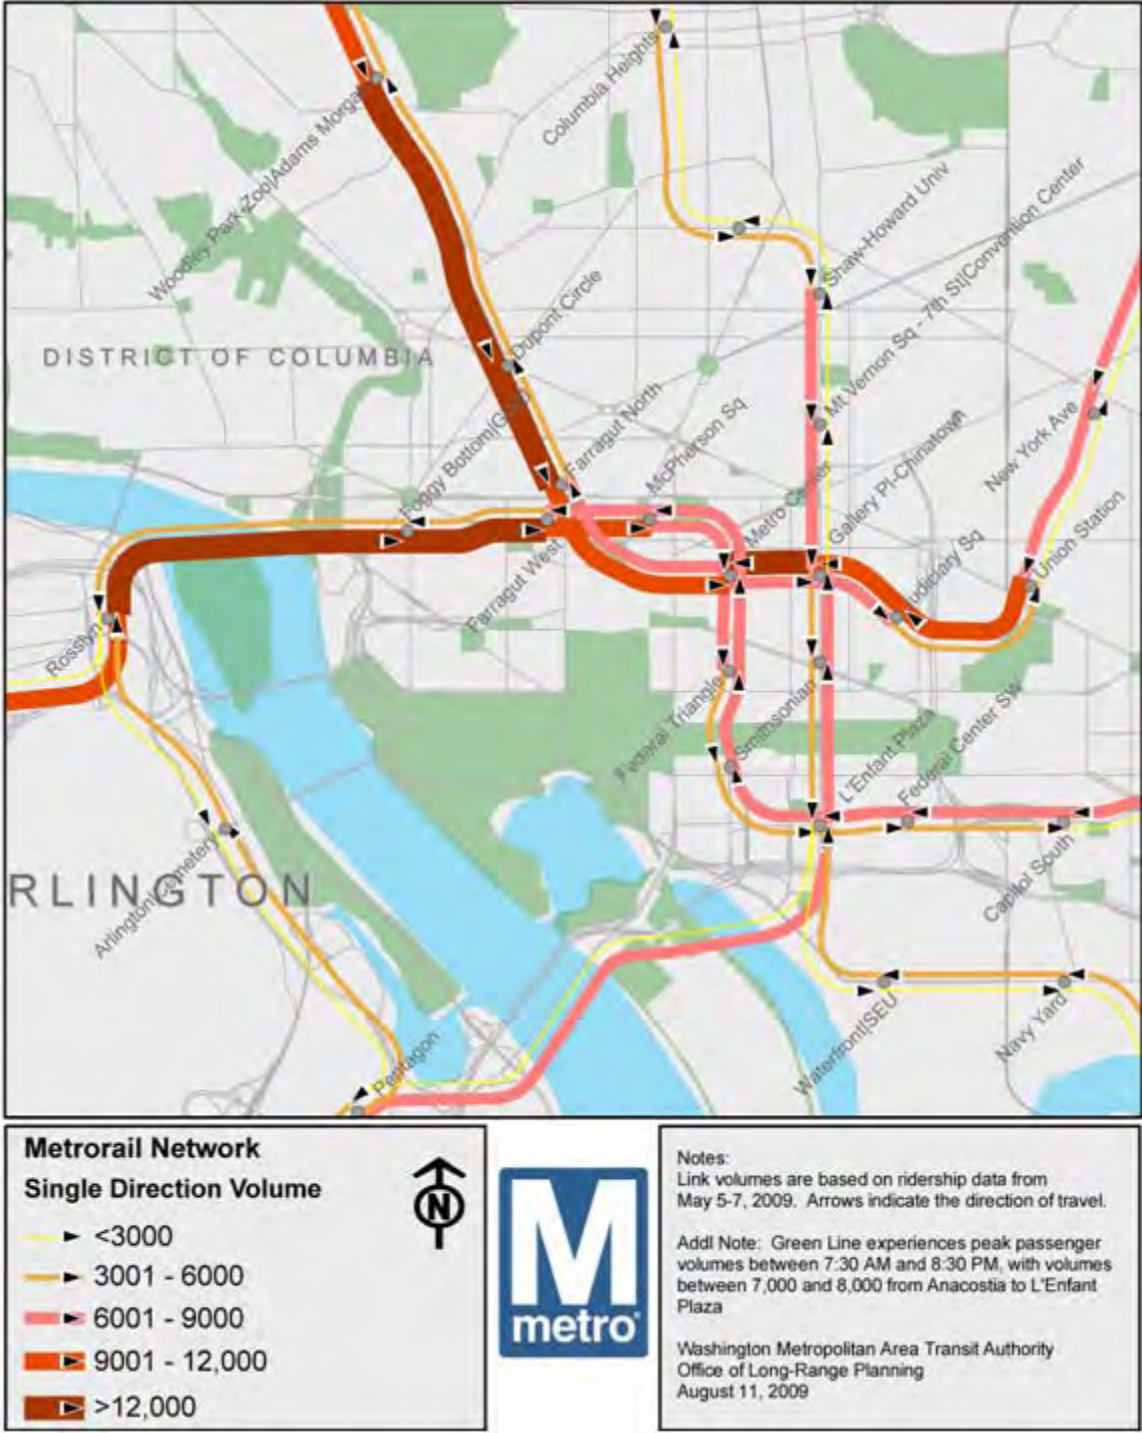 Columbia Heights
Woodley Park-Zoo|Adams Morgan
Shaw-Howard Univ
Mt Vernon Sq - 7th St|Convention Center
Dupont Circle
DISTRICT OF COLUMBIA
Farragut North
McPherson Sq
Foggy Bottom|GWU
Metro Center
Gallery Pl-Chinatown
New York Ave
Union Station
Judiciary Sq
Farragut West
Rosslyn
Federal Triangle
Smithsonian
L'Enfant Plaza
Federal Center SW
Arlington Cemetery
RLINGTON
Capitol South
Pentagon
Waterfront|SEU
Navy Yard
Metrorail Network
Single Direction Volume
<3000
3001 - 6000
6001 - 9000
9001 - 12,000
>12,000
N
M
metro
Notes:
Link volumes are based on ridership data from
May 5-7, 2009. Arrows indicate the direction of travel.
Addl Note: Green Line experiences peak passenger
volumes between 7:30 AM and 8:30 PM, with volumes
between 7,000 and 8,000 from Anacostia to L'Enfant
Plaza
Washington Metropolitan Area Transit Authority
Office of Long-Range Planning
August 11, 2009